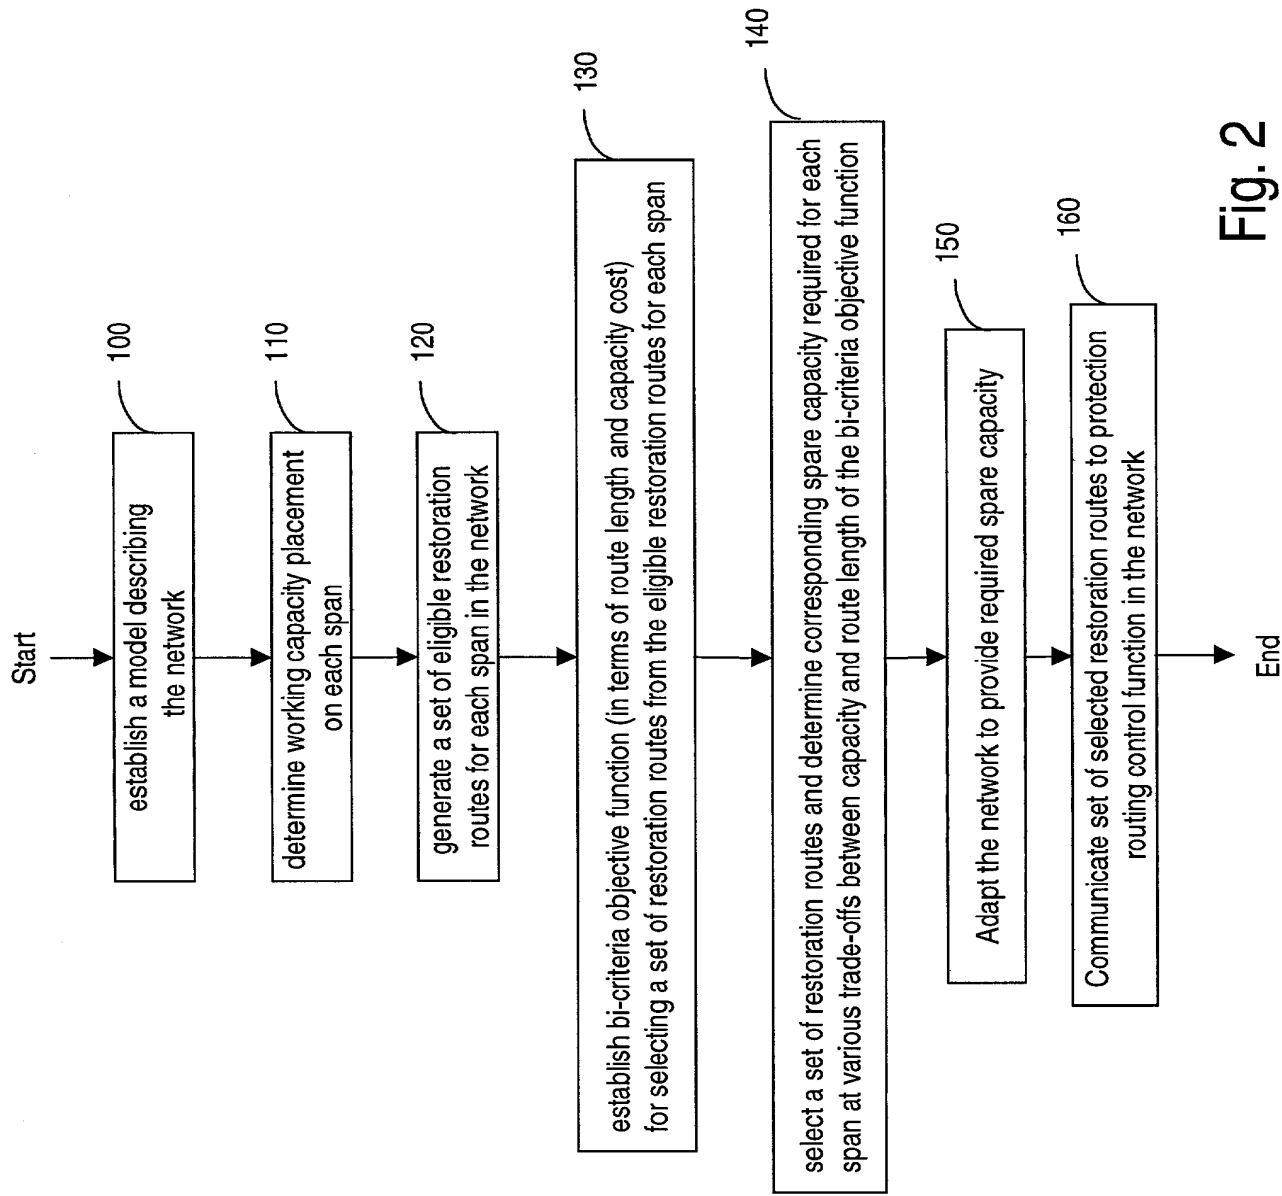 Start
100
establish a model describing
the network
110
determine working capacity placement
on each span
120
generate a set of eligible restoration
routes for each span in the network
130
establish bi-criteria objective function (in terms of route length and capacity cost)
for selecting a set of restoration routes from the eligible restoration routes for each span
140
select a set of restoration routes and determine corresponding spare capacity required for each
span at various trade-offs between capacity and route length of the bi-criteria objective function
150
Adapt the network to provide required spare capacity
160
Communicate set of selected restoration routes to protection
routing control function in the network
End
Fig. 2